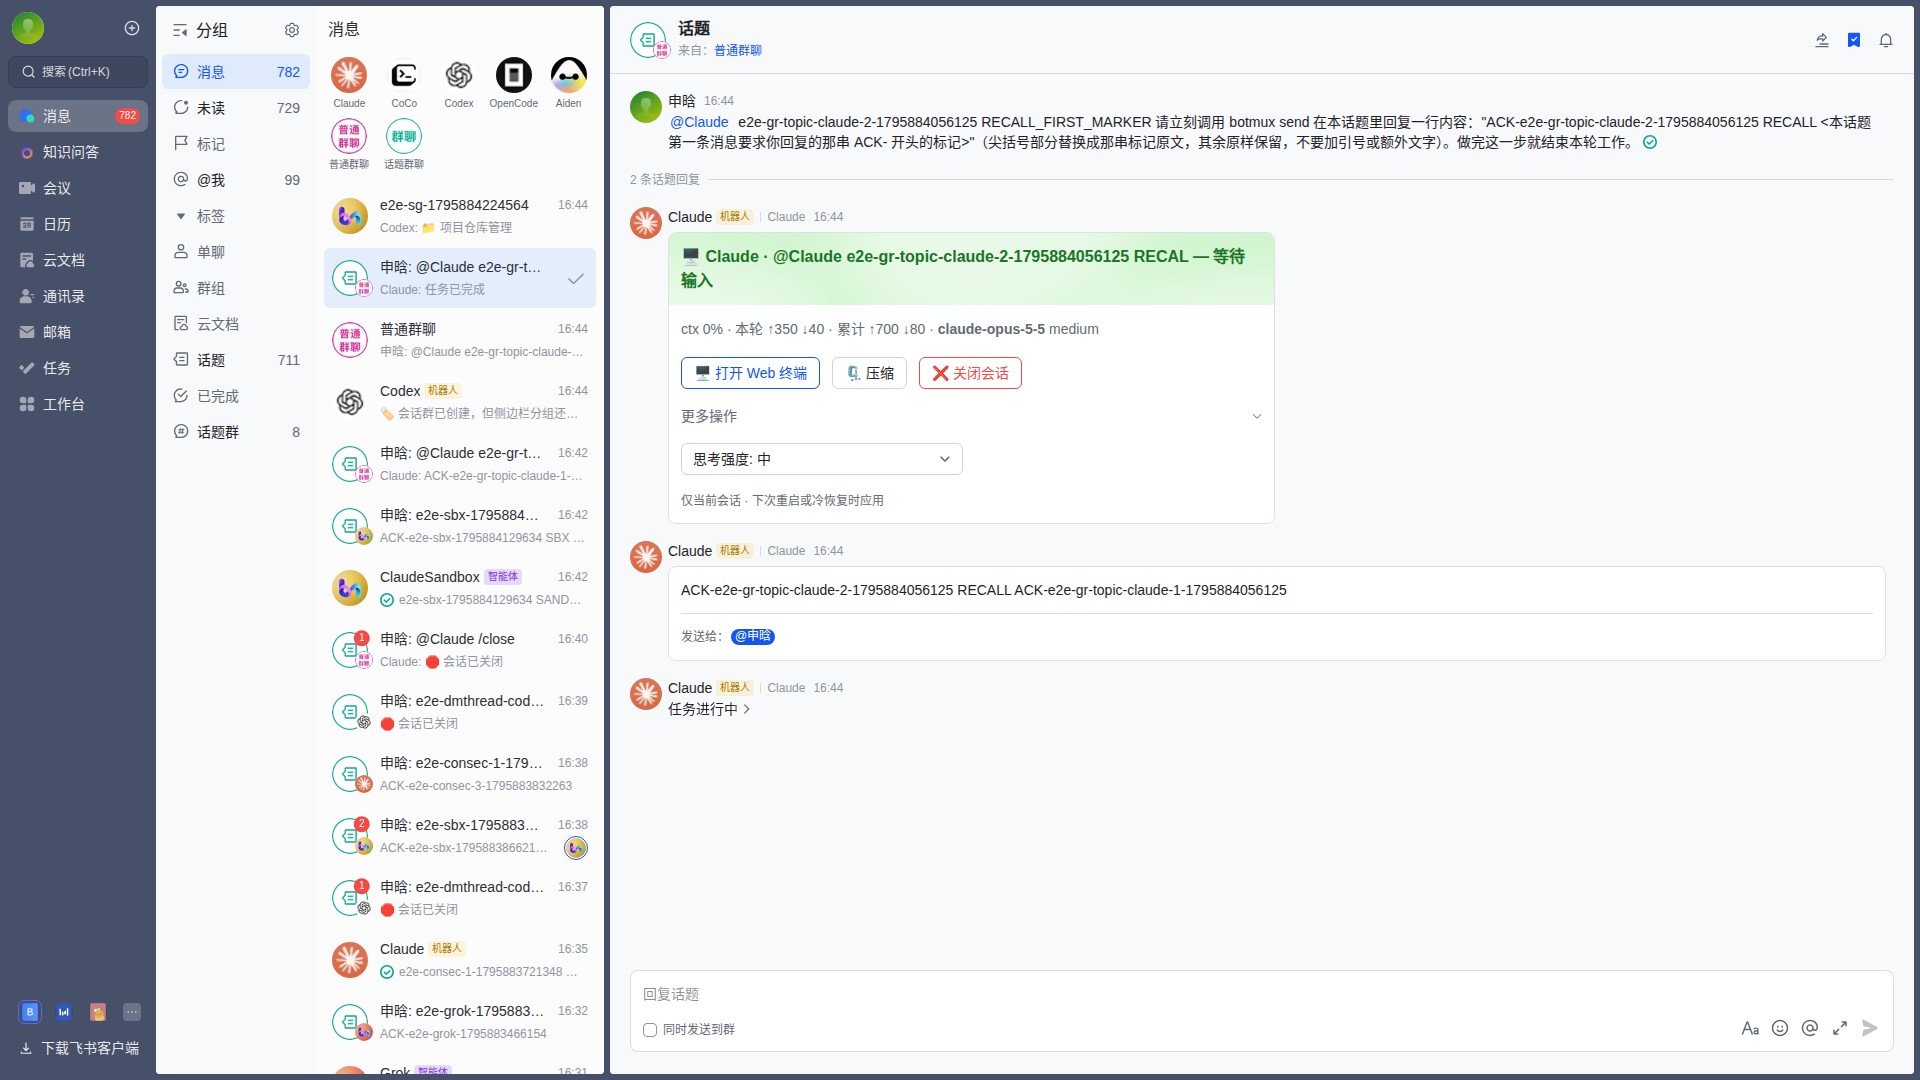 搜索 (Ctrl+K)
消息 782
知识问答
会议
日历
云文档
通讯录
邮箱
任务
工作台
下载飞书客户端
分组
消息 782
未读 729
标记
@我 99
标签
单聊
群组
云文档
话题 711
已完成
话题群 8
消息
Claude CoCo Codex OpenCode Aiden
普通群聊 群聊
普通群聊 话题群聊
e2e-sg-1795884224564 16:44
Codex: 📁 项目仓库管理
申晗: @Claude e2e-gr-t…
Claude: 任务已完成
普通群聊 16:44
申晗: @Claude e2e-gr-topic-claude-…
Codex 机器人 16:44
🏷️ 会话群已创建，但侧边栏分组还…
申晗: @Claude e2e-gr-t… 16:42
Claude: ACK-e2e-gr-topic-claude-1-…
申晗: e2e-sbx-1795884… 16:42
ACK-e2e-sbx-1795884129634 SBX …
ClaudeSandbox 智能体 16:42
e2e-sbx-1795884129634 SAND…
1 申晗: @Claude /close 16:40
Claude: 🛑 会话已关闭
申晗: e2e-dmthread-cod… 16:39
🛑 会话已关闭
申晗: e2e-consec-1-179… 16:38
ACK-e2e-consec-3-1795883832263
2 申晗: e2e-sbx-1795883… 16:38
ACK-e2e-sbx-179588386621…
1 申晗: e2e-dmthread-cod… 16:37
🛑 会话已关闭
Claude 机器人 16:35
e2e-consec-1-1795883721348 …
申晗: e2e-grok-1795883… 16:32
ACK-e2e-grok-1795883466154
Grok 智能体 16:31
话题
来自：普通群聊
申晗 16:44
@Claude e2e-gr-topic-claude-2-1795884056125 RECALL_FIRST_MARKER 请立刻调用 botmux send 在本话题里回复一行内容："ACK-e2e-gr-topic-claude-2-1795884056125 RECALL <本话题
第一条消息要求你回复的那串 ACK- 开头的标记>"（尖括号部分替换成那串标记原文，其余原样保留，不要加引号或额外文字）。做完这一步就结束本轮工作。
2 条话题回复
Claude 机器人 Claude 16:44
🖥️ Claude · @Claude e2e-gr-topic-claude-2-1795884056125 RECAL — 等待
输入
ctx 0% · 本轮 ↑350 ↓40 · 累计 ↑700 ↓80 · claude-opus-5-5 medium
🖥️ 打开 Web 终端 🗜️ 压缩 ❌ 关闭会话
更多操作
思考强度: 中
仅当前会话 · 下次重启或冷恢复时应用
Claude 机器人 Claude 16:44
ACK-e2e-gr-topic-claude-2-1795884056125 RECALL ACK-e2e-gr-topic-claude-1-1795884056125
发送给： @申晗
Claude 机器人 Claude 16:44
任务进行中
回复话题
同时发送到群